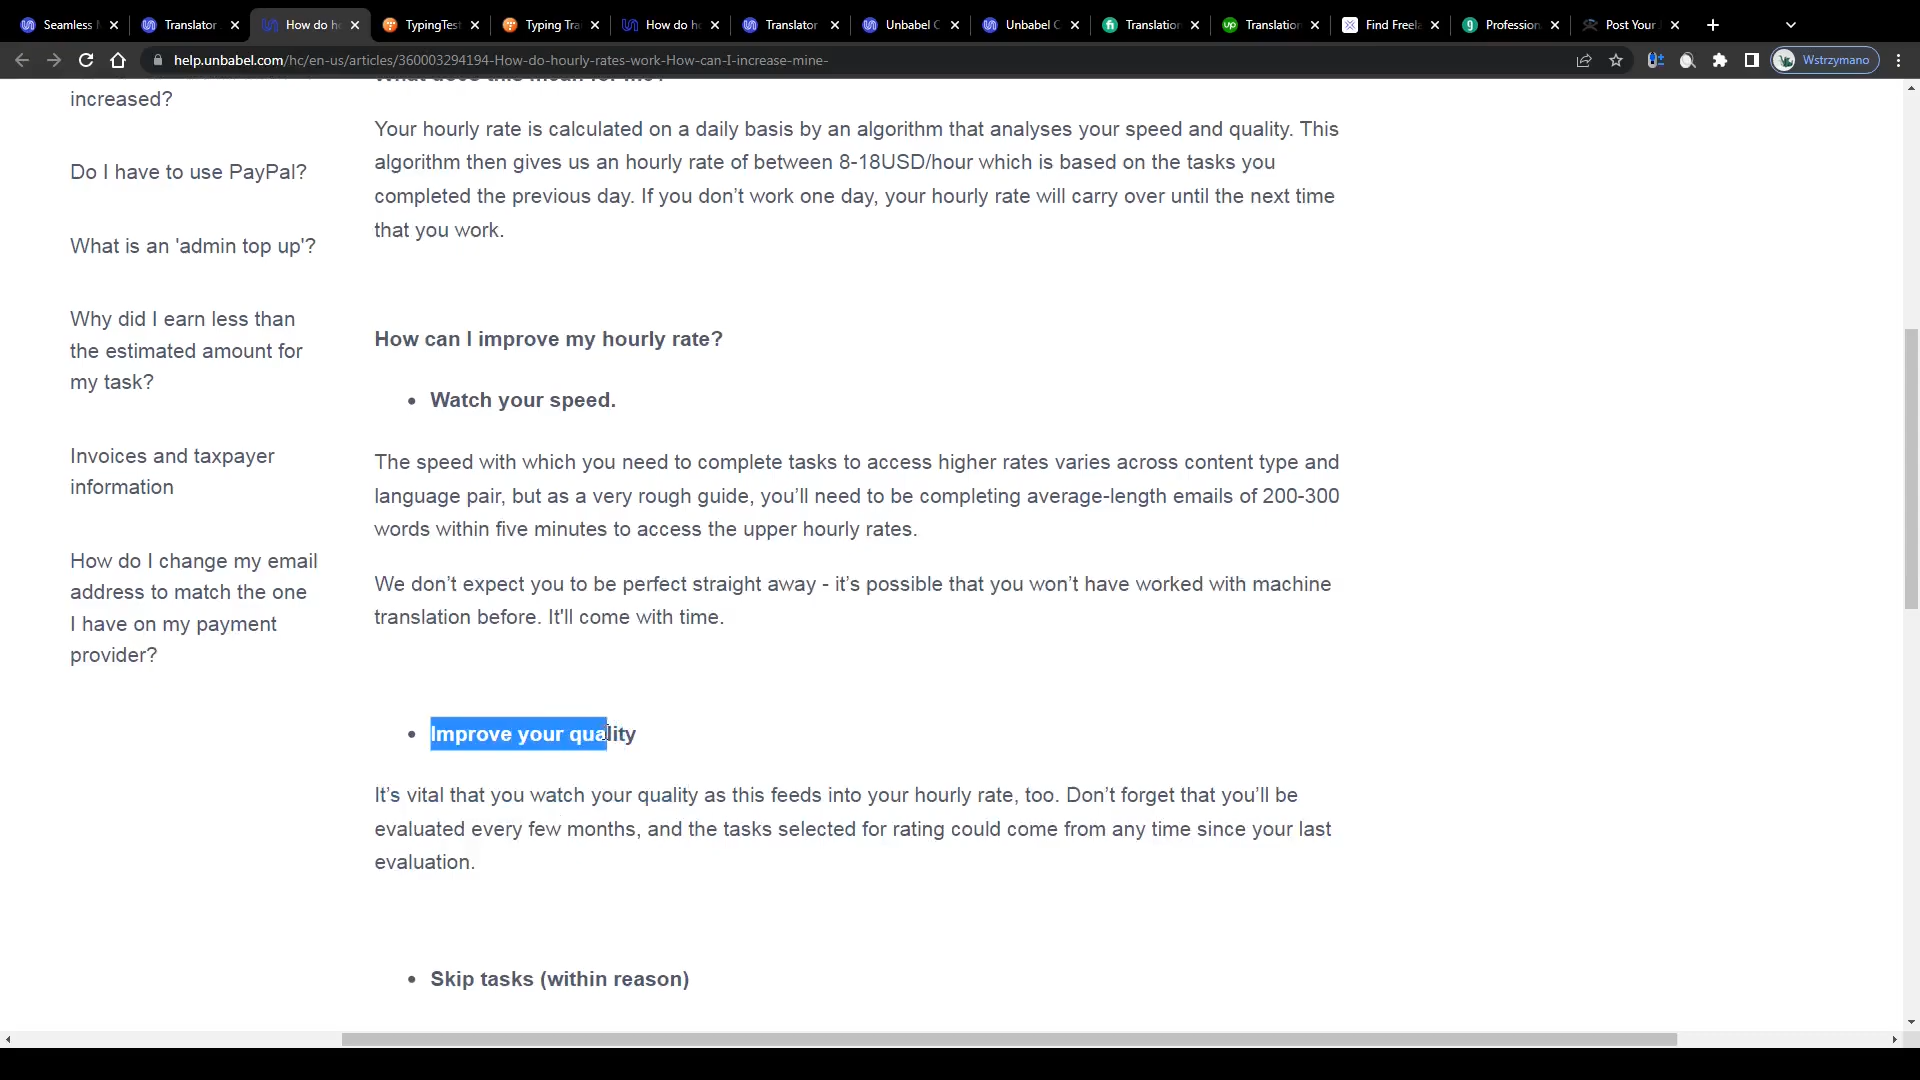 Seamless
Translator
How do h
TypingTes
Typing Tra
How do h
Translator
Unbabel C
Unbabel C
Translation
Translation
Find Freela
Profession
Post Your
help.unbabel.com/hc/en-us/articles/360003294194-How-do-hourly-rates-work-How-can-I-increase-mine-
Wstrzymano
increased?
Do I have to use PayPal?
What is an 'admin top up'?
Why did I earn less than
the estimated amount for
my task?
Invoices and taxpayer
information
How do I change my email
address to match the one
I have on my payment
provider?
What does this mean for me?
Your hourly rate is calculated on a daily basis by an algorithm that analyses your speed and quality. This
algorithm then gives us an hourly rate of between 8-18USD/hour which is based on the tasks you
completed the previous day. If you don’t work one day, your hourly rate will carry over until the next time
that you work.
How can I improve my hourly rate?
• Watch your speed.
The speed with which you need to complete tasks to access higher rates varies across content type and
language pair, but as a very rough guide, you’ll need to be completing average-length emails of 200-300
words within five minutes to access the upper hourly rates.
We don’t expect you to be perfect straight away - it’s possible that you won’t have worked with machine
translation before. It'll come with time.
• Improve your quality
It’s vital that you watch your quality as this feeds into your hourly rate, too. Don’t forget that you’ll be
evaluated every few months, and the tasks selected for rating could come from any time since your last
evaluation.
• Skip tasks (within reason)